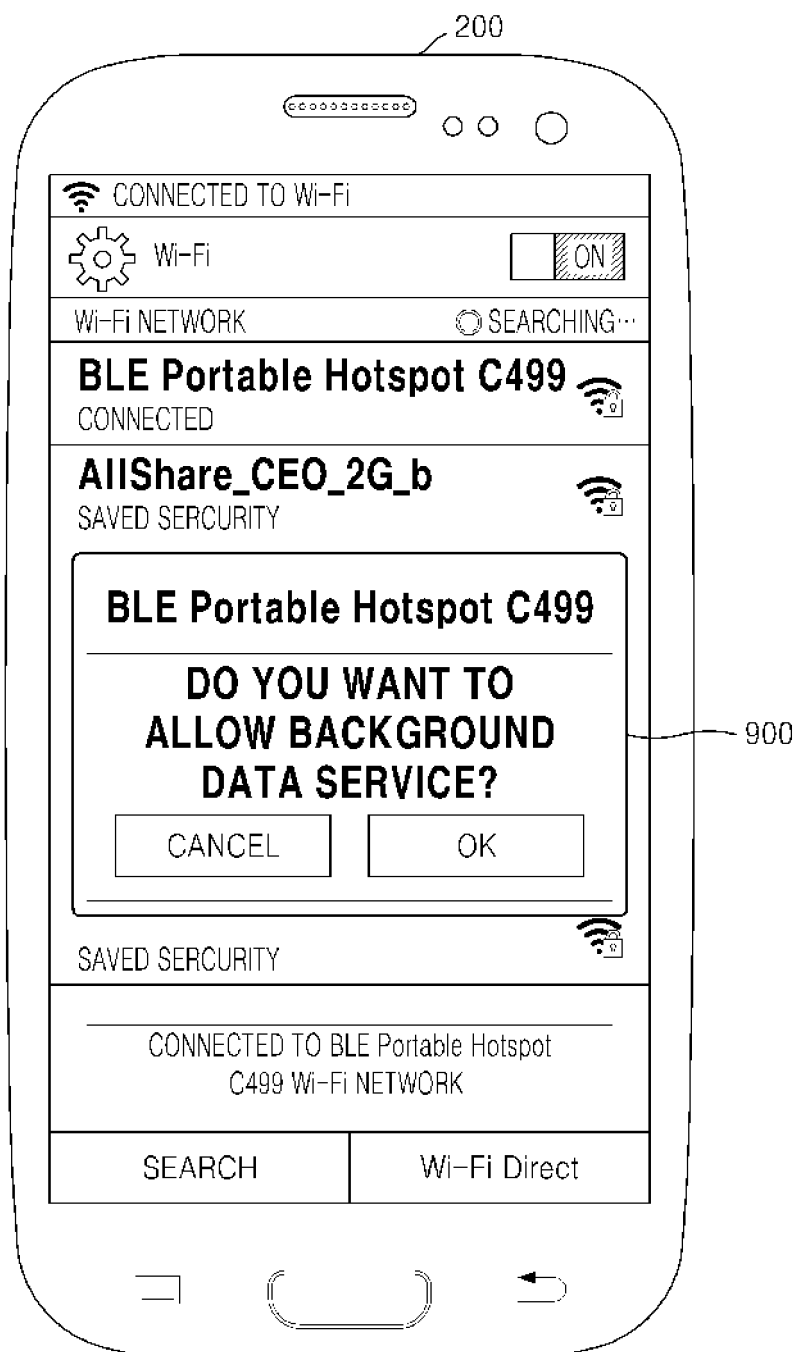 200
CONNECTED TO Wi-Fi
Wi-Fi ON
Wi-Fi NETWORK SEARCHING...
BLE Portable Hotspot C499
CONNECTED
AllShare_CEO_2G_b
SAVED SERCURITY
BLE Portable Hotspot C499
DO YOU WANT TO
ALLOW BACKGROUND
DATA SERVICE?
900
CANCEL OK
SAVED SERCURITY
CONNECTED TO BLE Portable Hotspot
C499 Wi-Fi NETWORK
SEARCH Wi-Fi Direct